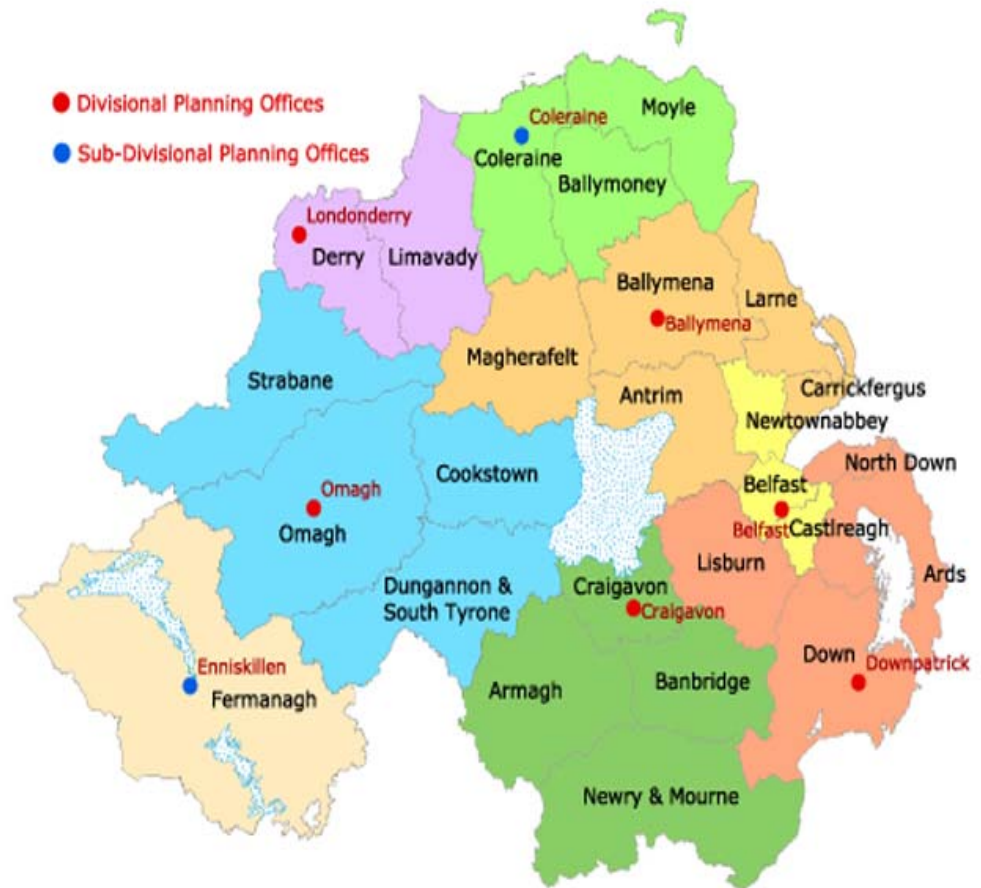 Divisional Planning Offices
Sub-Divisional Planning Offices
Moyle
Coleraine
Coleraine
Ballymoney
Londonderry
Derry
Limavady
Ballymena
Larne
Ballymena
Magherafelt
Strabane
Antrim
Carrickfergus
Newtownabbey
North Down
Cookstown
Belfast
Omagh
Omagh
Belfast
Castlreagh
Lisburn
Ards
Dungannon &
South Tyrone
Craigavon
Craigavon
Down
Downpatrick
Enniskillen
Fermanagh
Armagh
Banbridge
Newry & Mourne